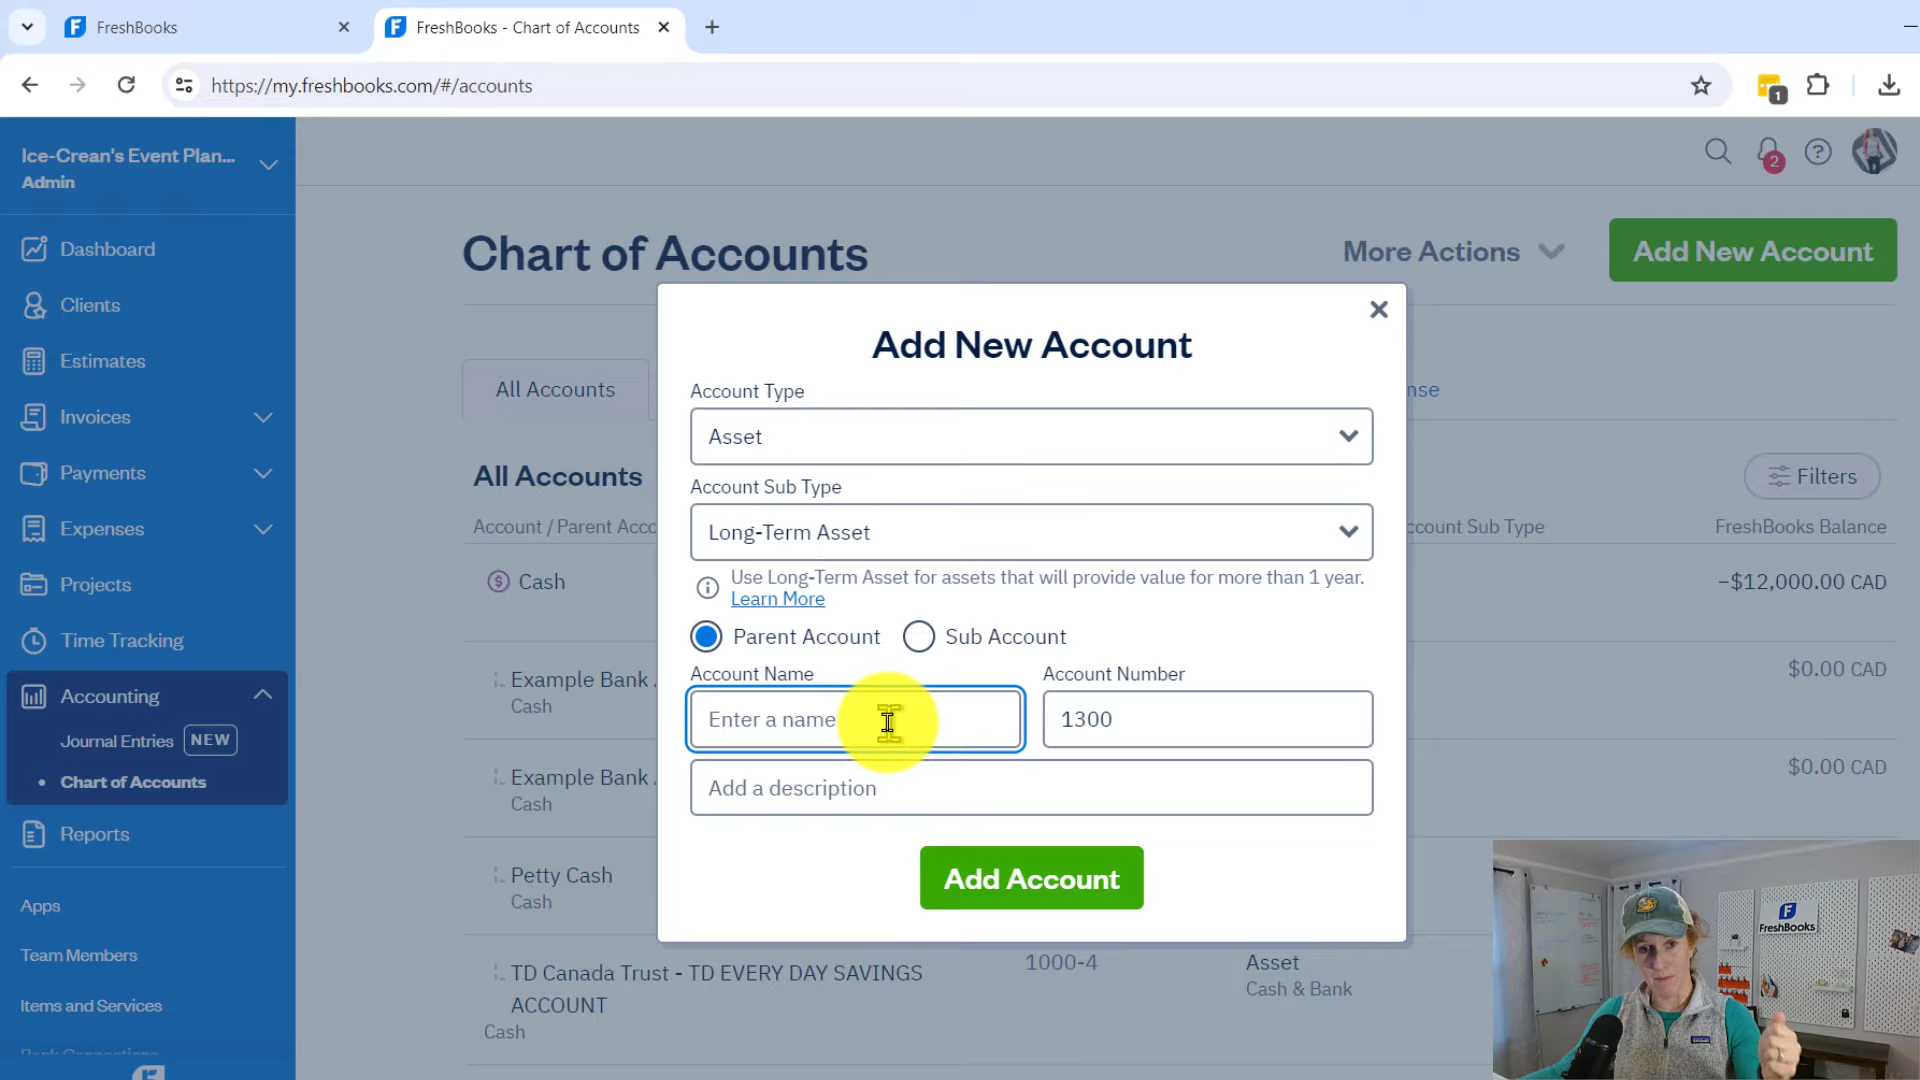 FreshBooks
FreshBooks - Chart of Accounts
https://my.freshbooks.com/#/accounts
1
Ice-Crean's Event Plan...
Admin
2
Dashboard
Clients
Estimates
Invoices
Payments
Expenses
Projects
Time Tracking
Accounting
Journal Entries NEW
Chart of Accounts
Reports
Apps
Team Members
Items and Services
Bank Connections
Chart of Accounts
More Actions
Add New Account
All Accounts
nse
All Accounts
Filters
Account / Parent Acco
ccount Sub Type
FreshBooks Balance
Cash
-$12,000.00 CAD
Example Bank
Cash
$0.00 CAD
Example Bank
Cash
$0.00 CAD
Petty Cash
Cash
TD Canada Trust - TD EVERY DAY SAVINGS
ACCOUNT
Cash
1000-4
Asset
Cash & Bank
Add New Account
Account Type
Asset
Account Sub Type
Long-Term Asset
Use Long-Term Asset for assets that will provide value for more than 1 year.
Learn More
Parent Account
Sub Account
Account Name
Account Number
Enter a name
1300
Add a description
Add Account
FreshBooks